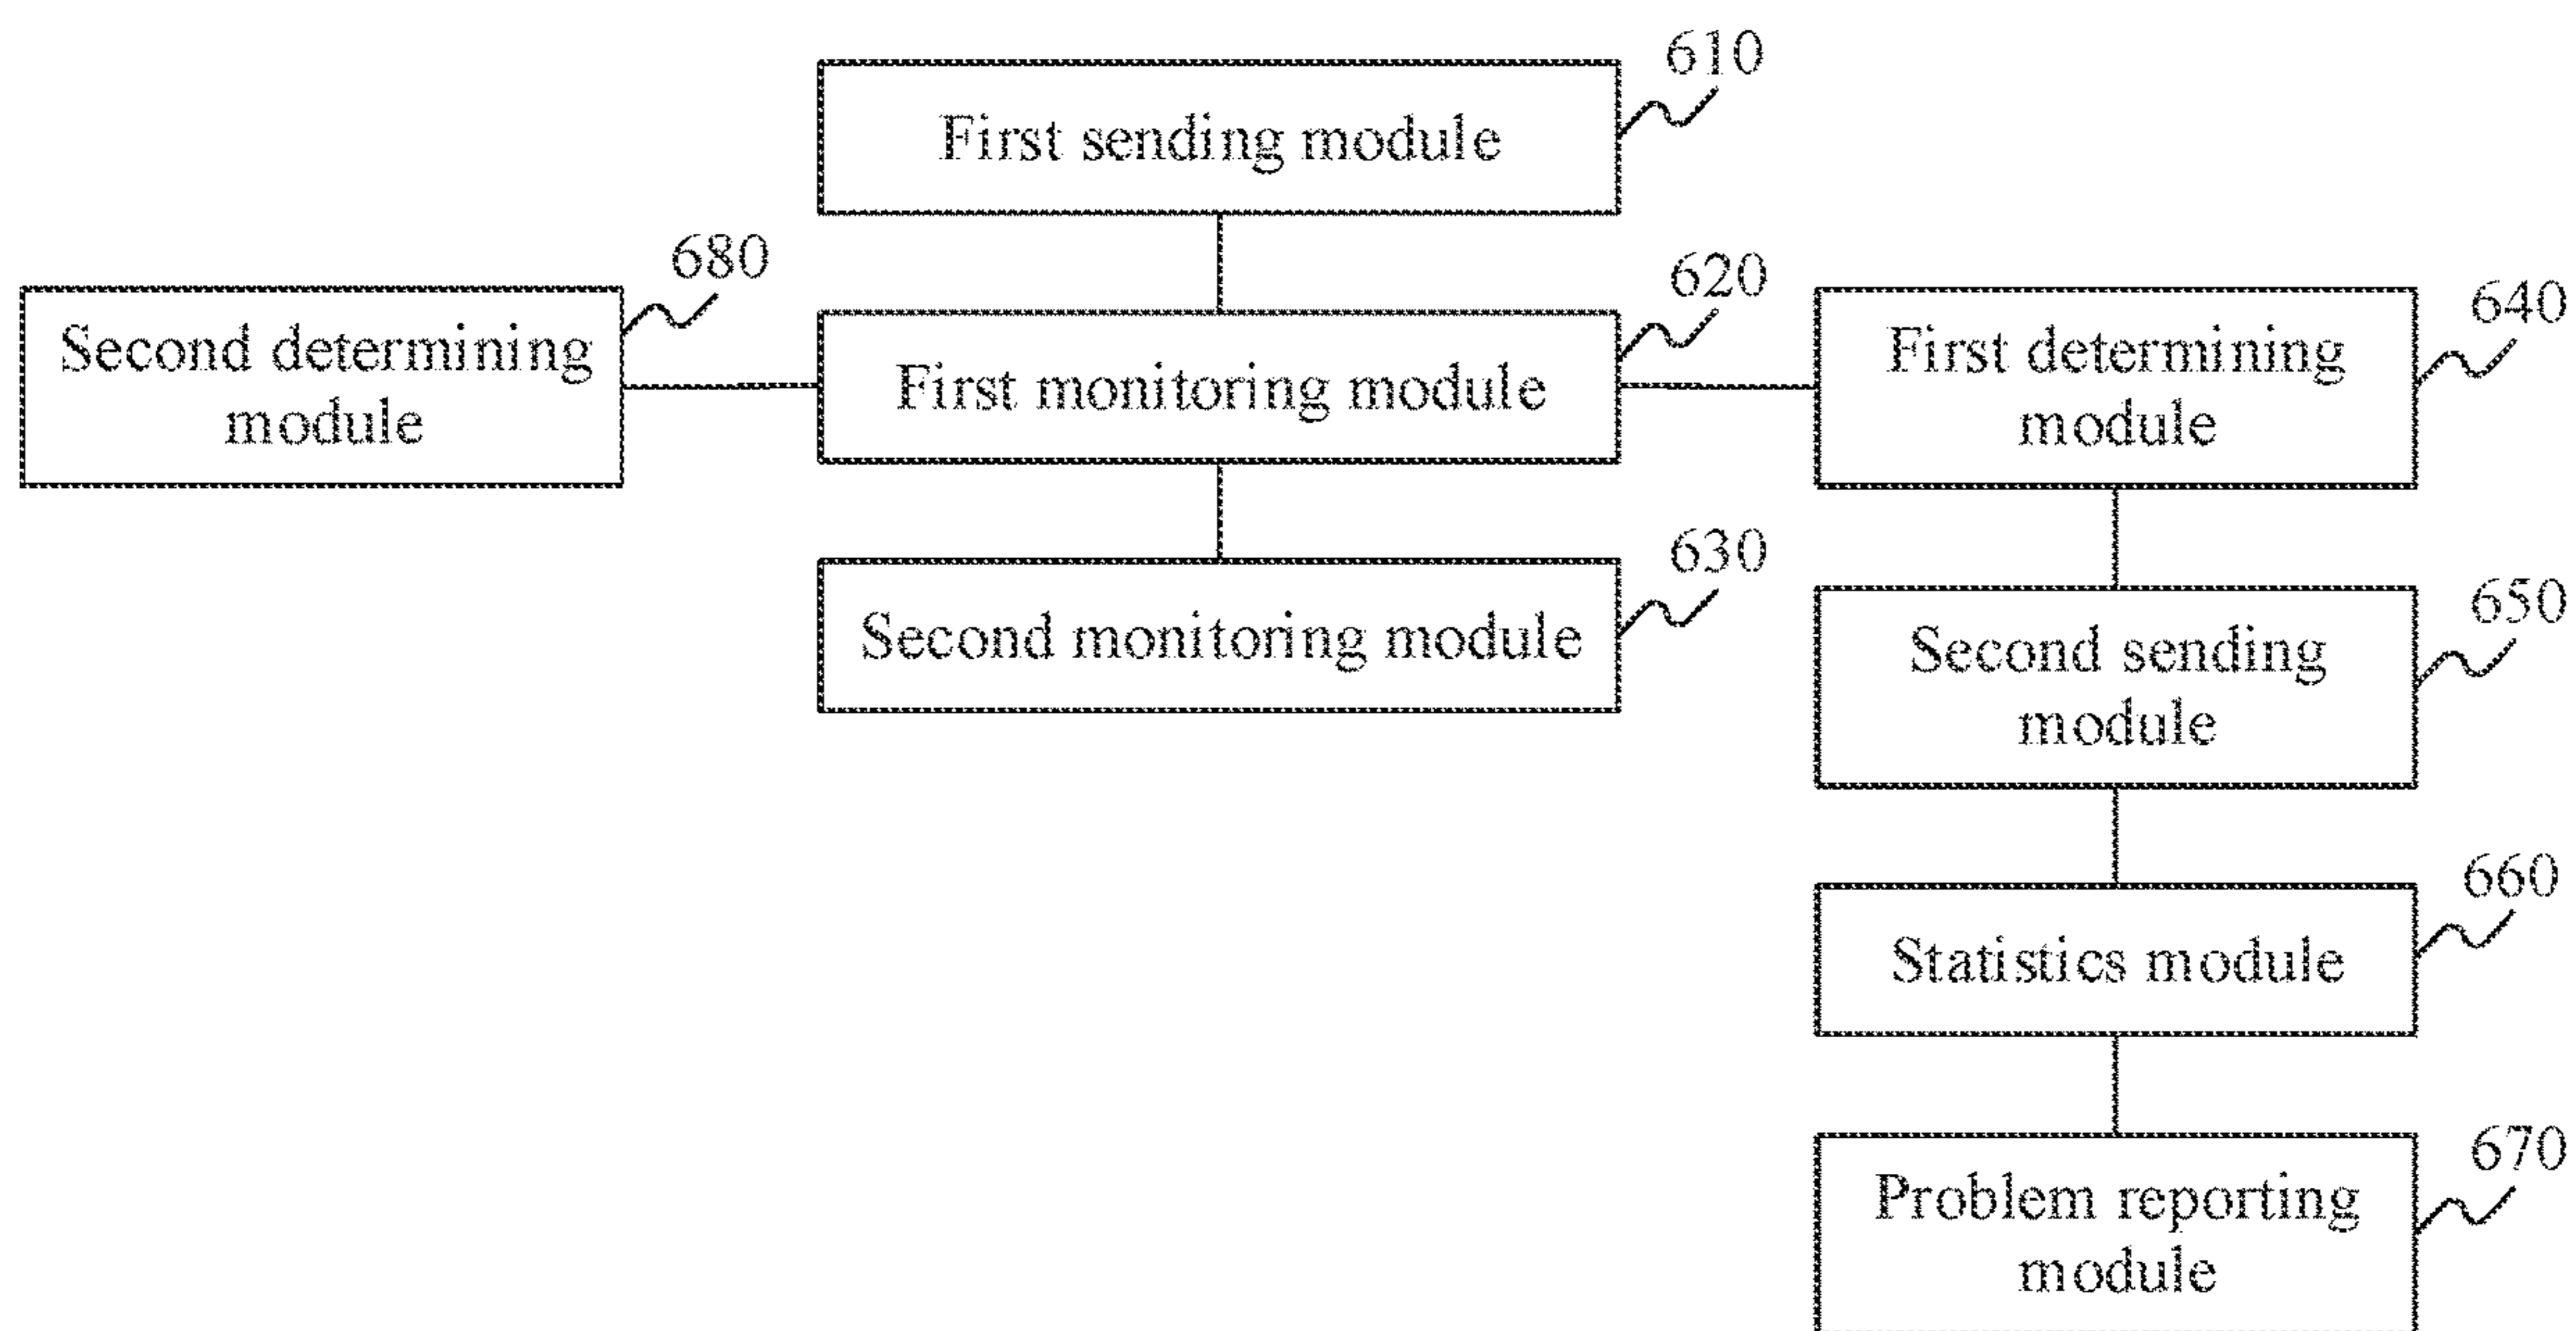 610
First sending module
680
Second determining
module
620
First monitoring module
640
First determining
module
630
Second monitoring module
650
Second sending
module
660
Statistics module
670
Problem reporting
module